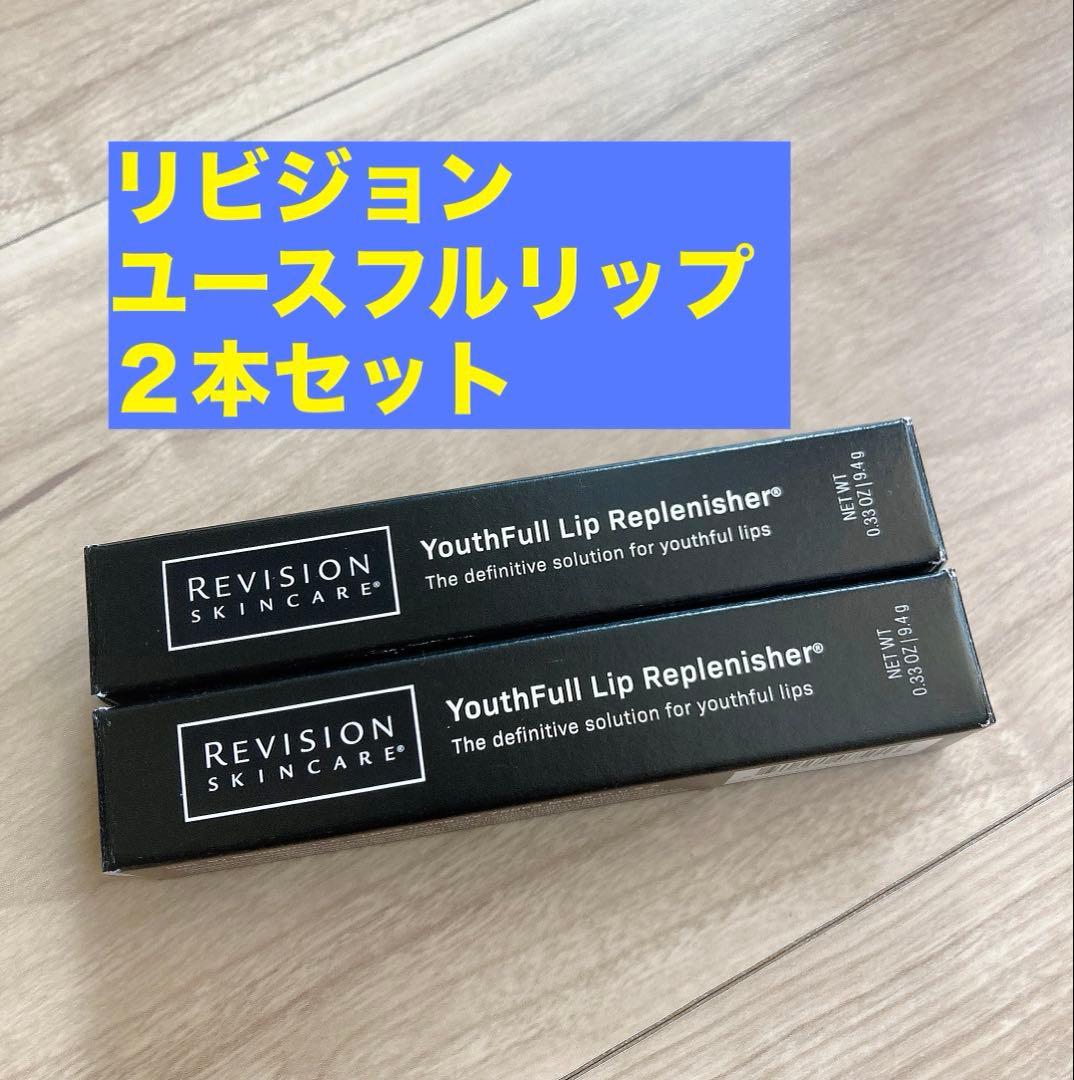 リビジョン
ユースフルリップ
２本セット
REVISION
SKINCARE®
YouthFull Lip Replenisher®
The definitive solution for youthful lips
NET WT
0.33 OZ | 9.4 g
REVISION
SKINCARE®
YouthFull Lip Replenisher®
The definitive solution for youthful lips
NET WT
0.33 OZ | 9.4 g